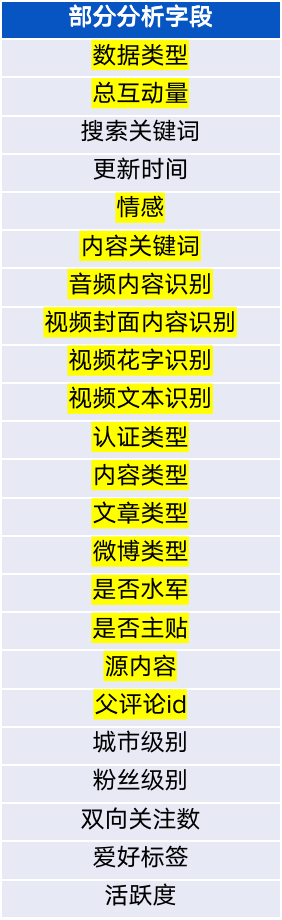 部分分析字段
数据类型
总互动量
搜索关键词
更新时间
情感
内容关键词
音频内容识别
视频封面内容识别
视频花字识别
视频文本识别
认证类型
内容类型
文章类型
微博类型
是否水军
是否主贴
源内容
父评论id
城市级别
粉丝级别
双向关注数
爱好标签
活跃度